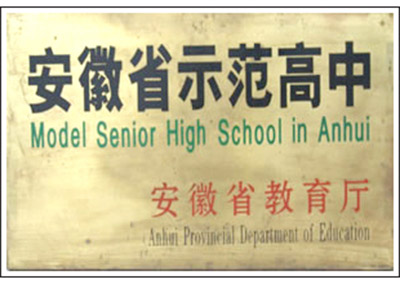 安徽省示范高中
Model Senior High School in Anhui
安徽省教育厅
Anhui Provincial Department of Education